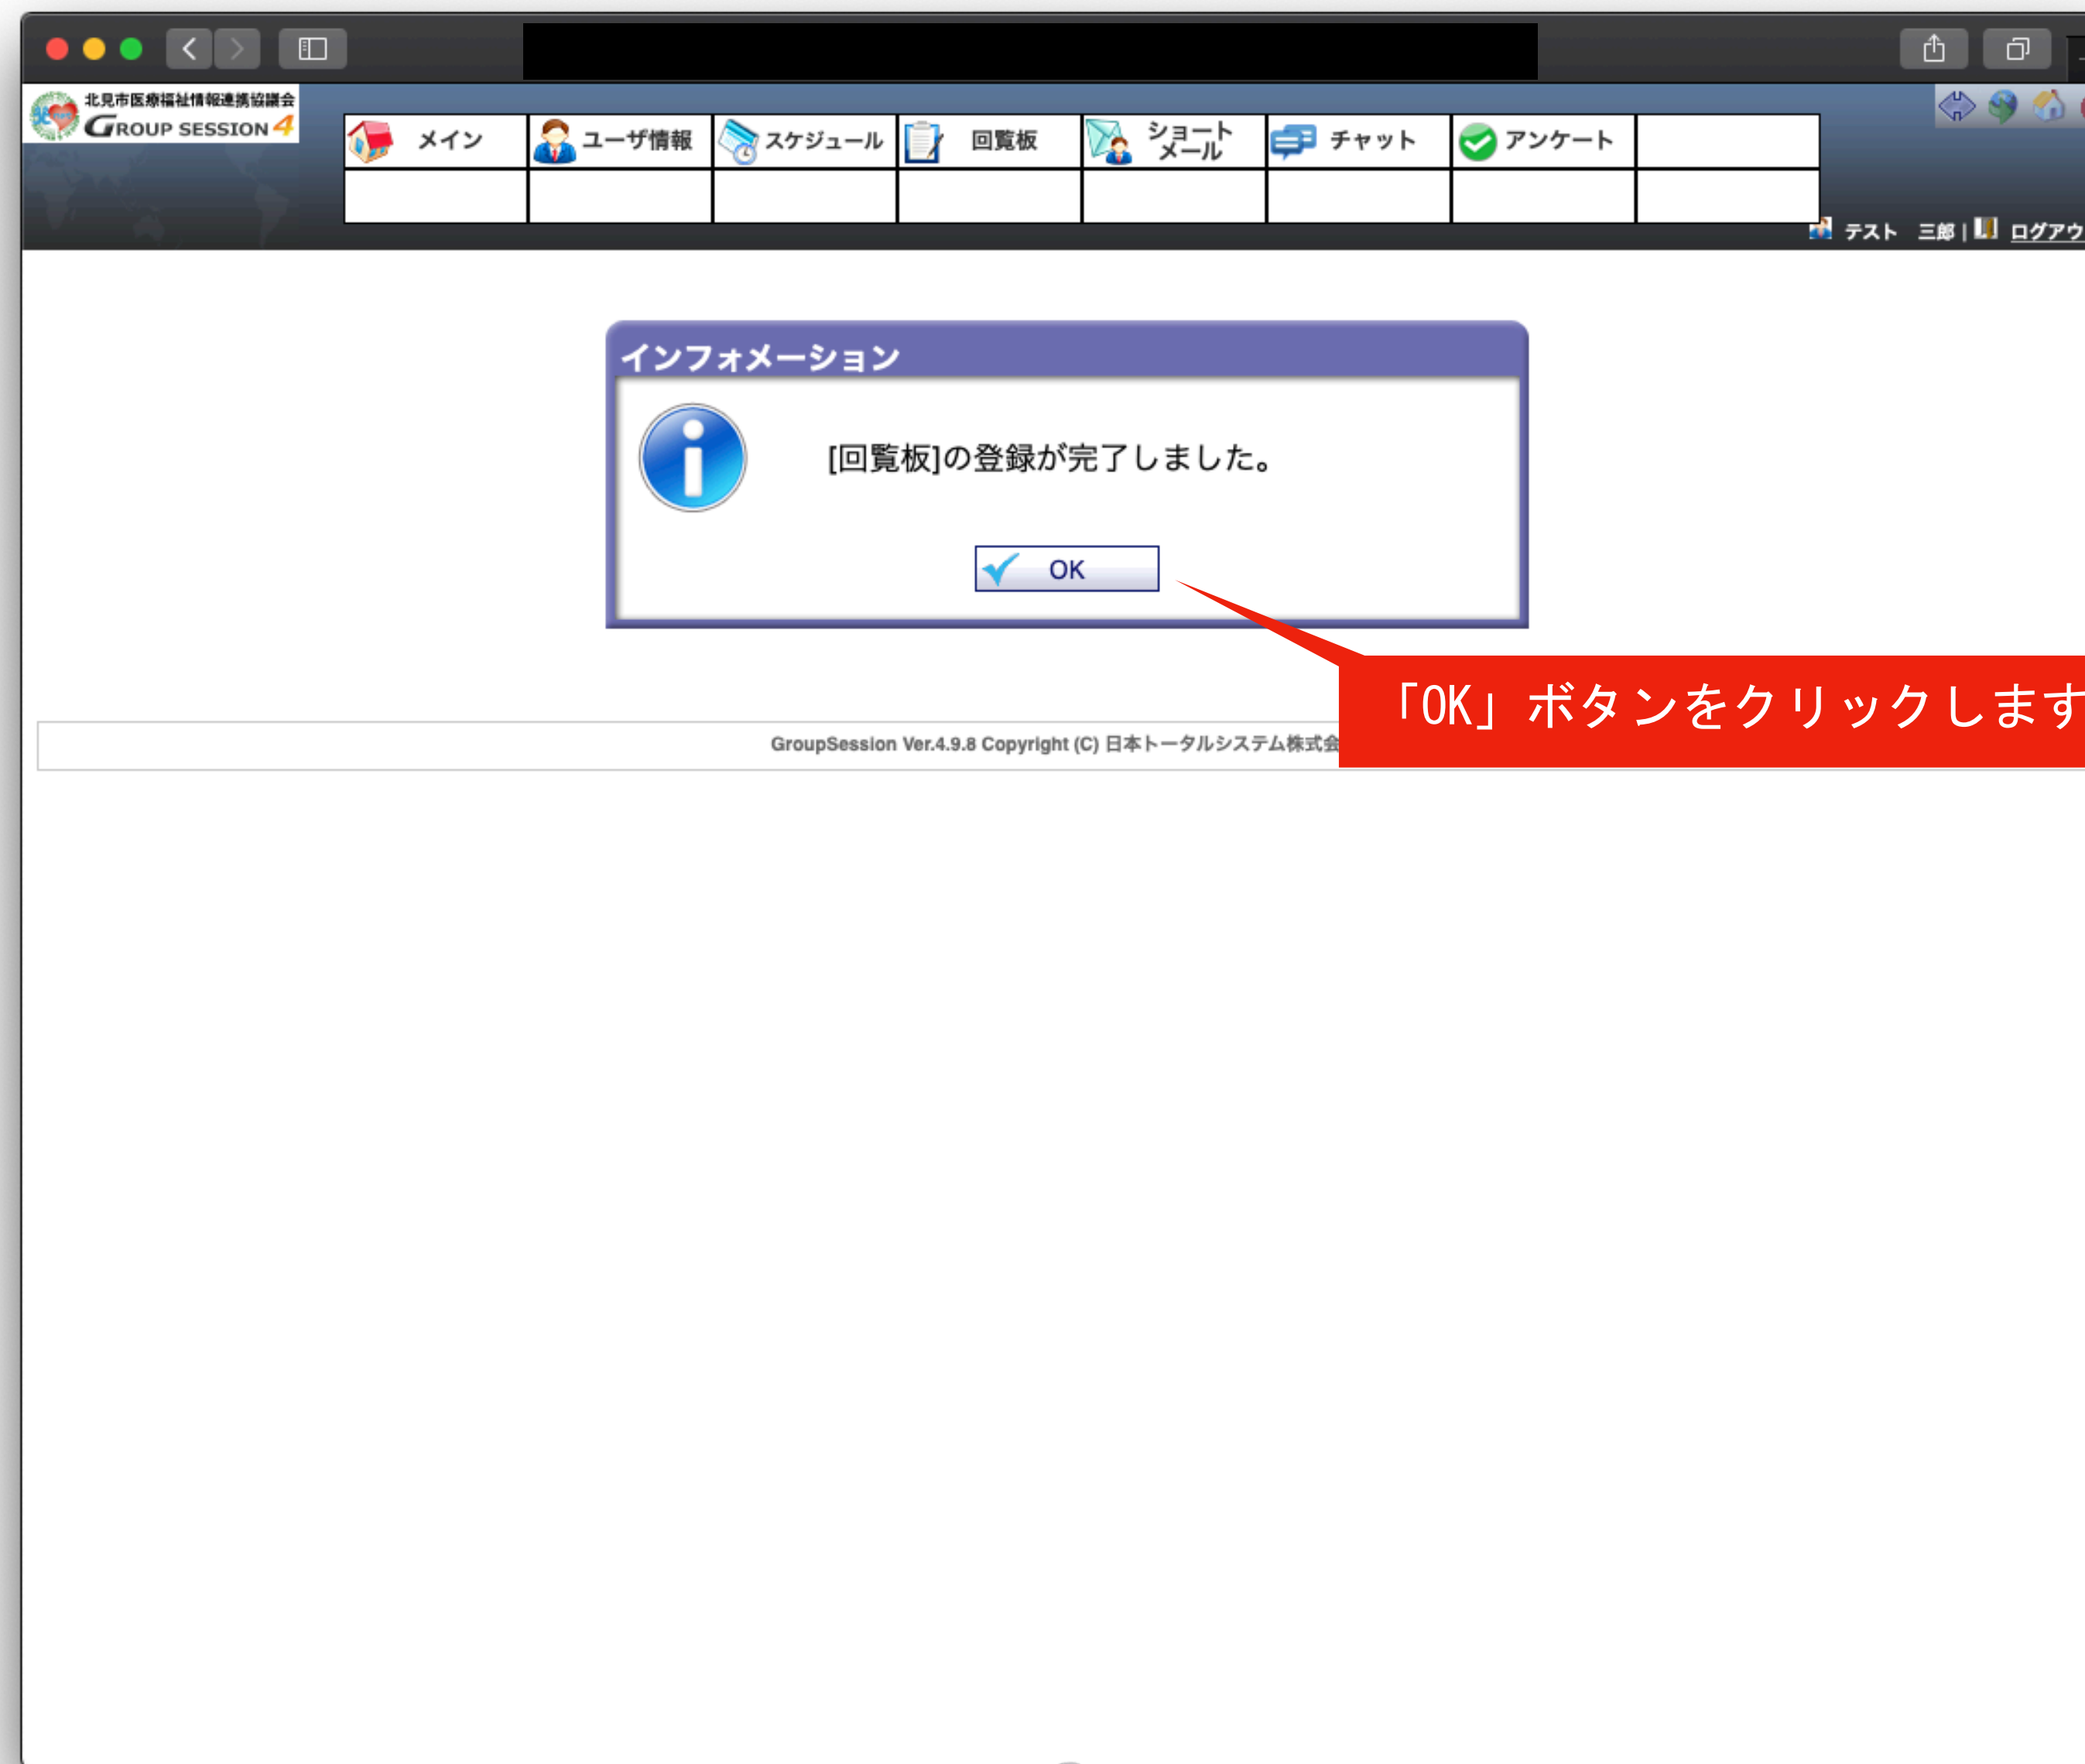 北見市医療福祉情報連携協議会
GROUP SESSION 4
メイン
ユーザ情報
スケジュール
回覧板
ショート
メール
チャット
アンケート
テスト 三郎 | ログアウ
インフォメーション
[回覧板]の登録が完了しました。
OK
「OK」ボタンをクリックします
GroupSession Ver.4.9.8 Copyright (C) 日本トータルシステム株式会